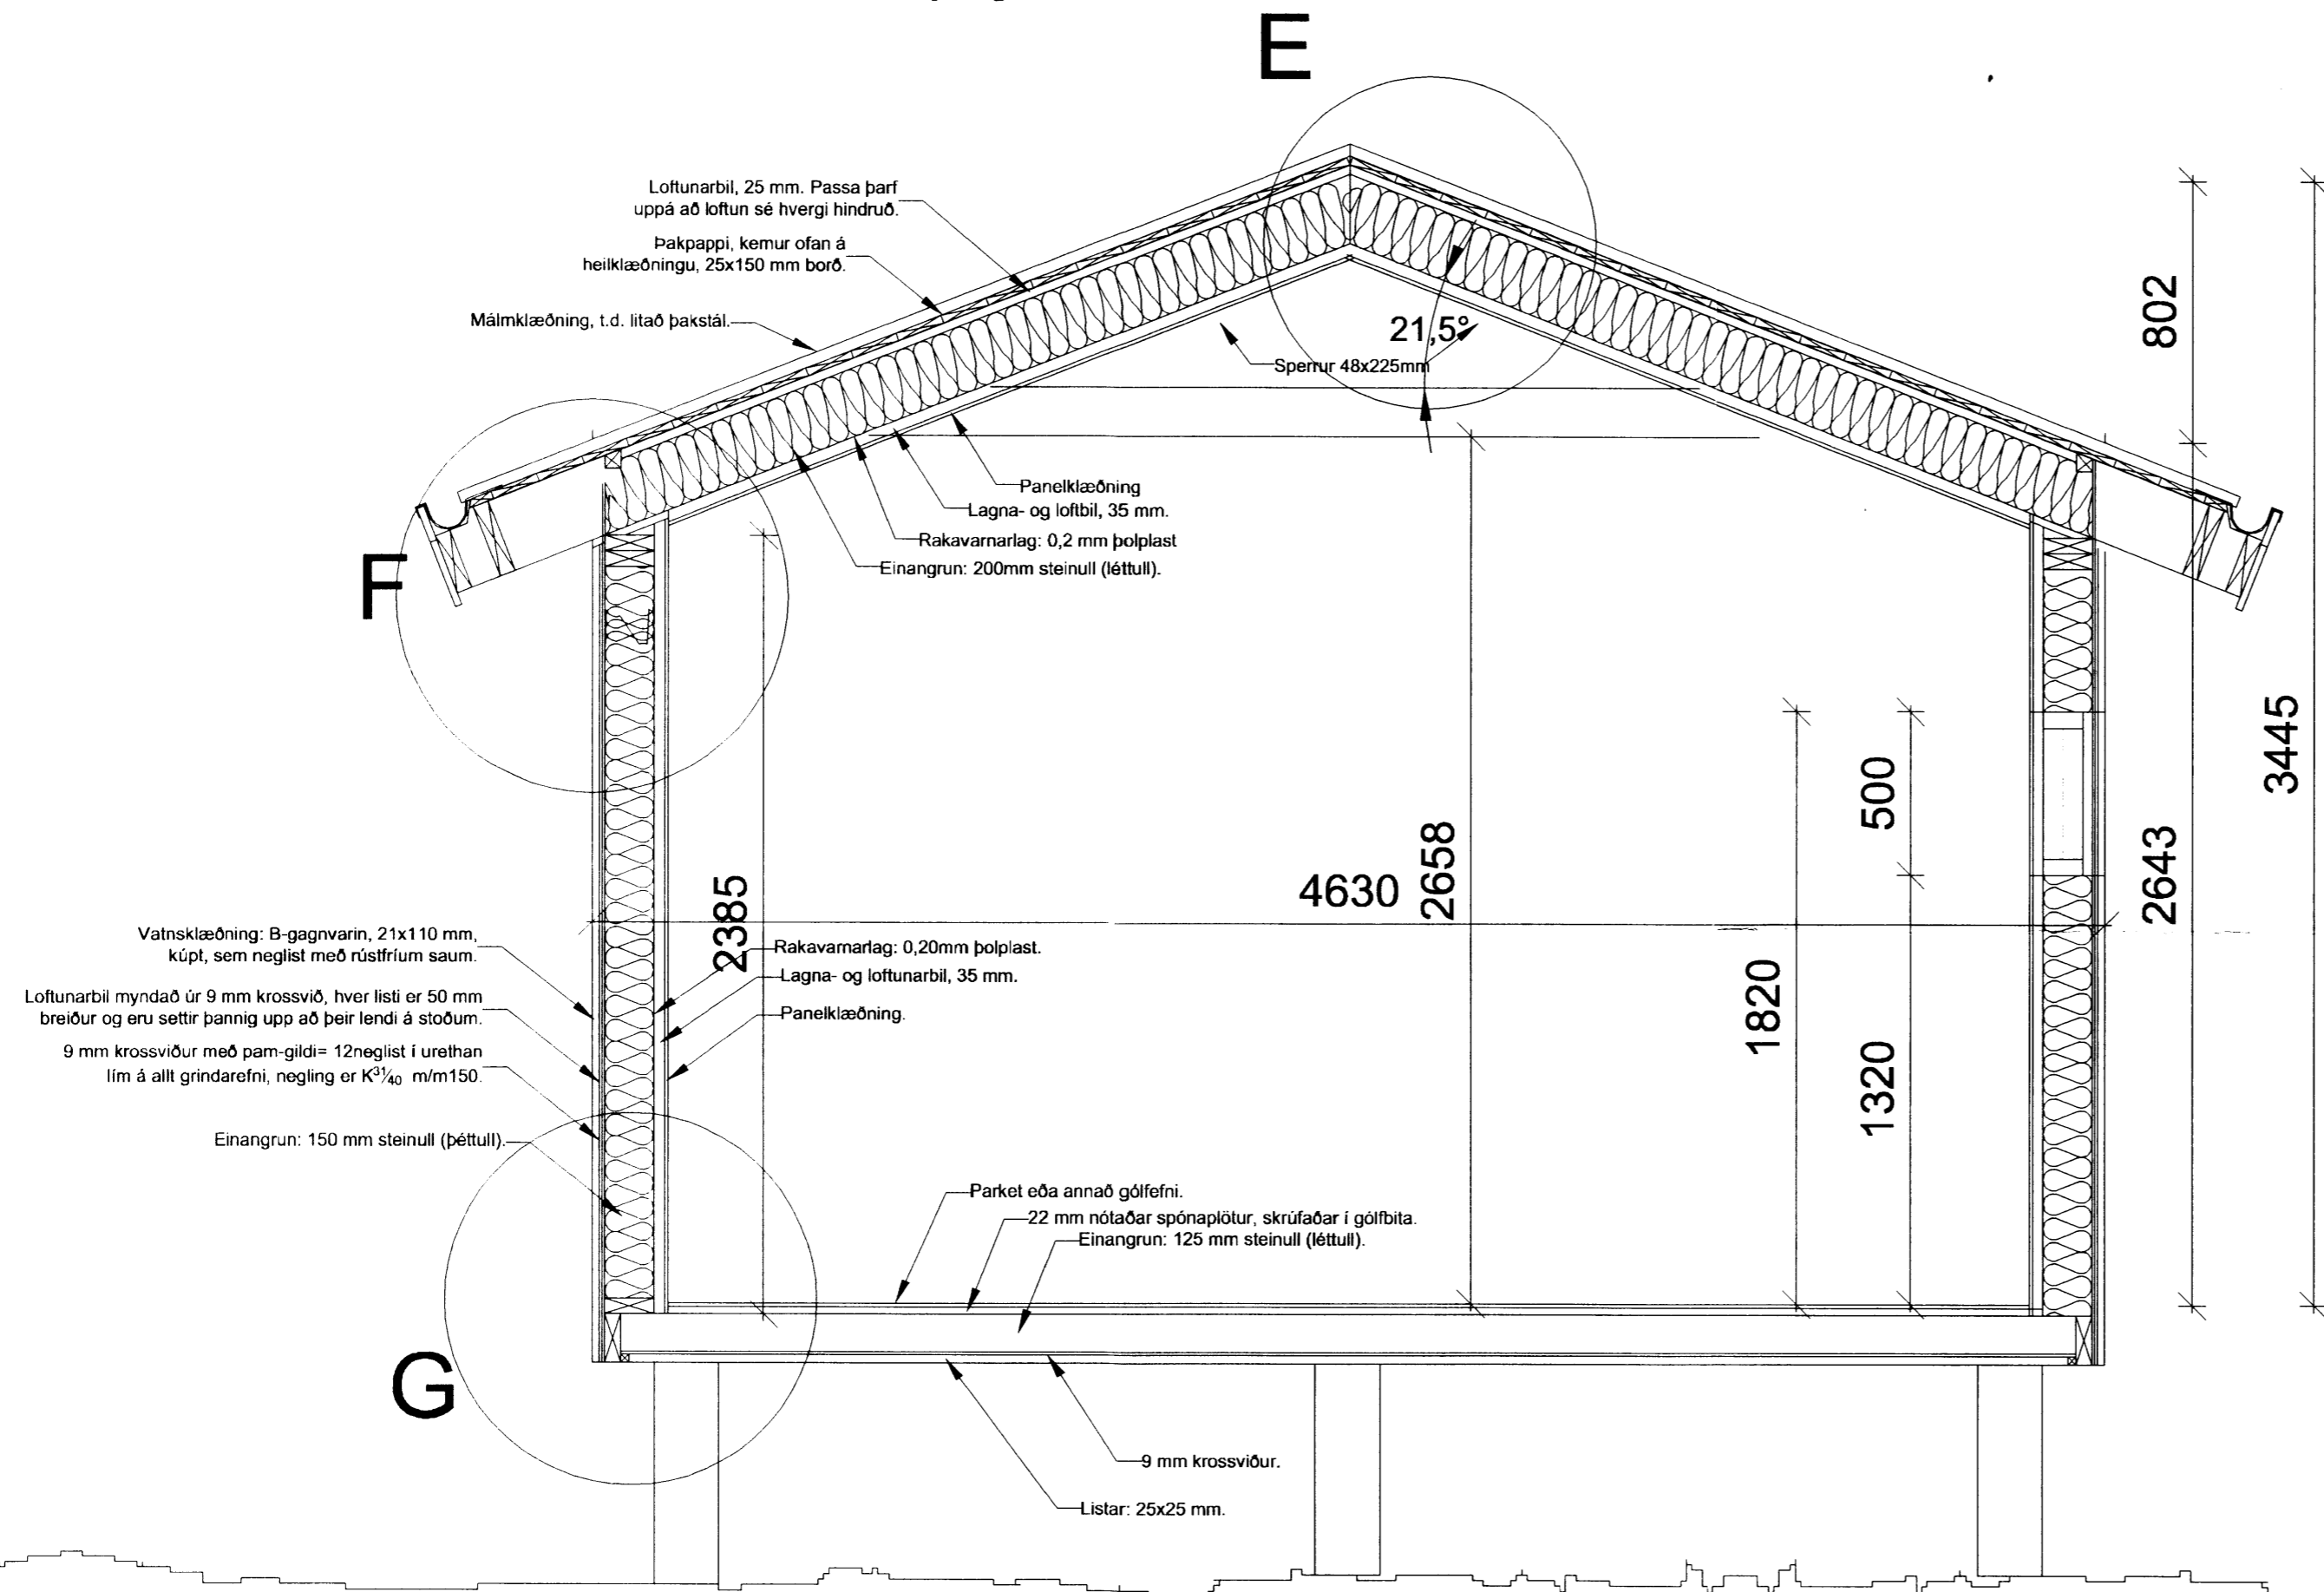 E
Loftunarbil, 25 mm. Passa þarf
uppá að loftun sé hvergi hindruð.
Þakpappi, kemur ofan á
heilklæðningu, 25x150 mm borð.
Málmklæðning, t.d. litað þakstál.
21,5°
Sperrur 48x225mm
802
Panelklæðning
Lagna- og loftbil, 35 mm.
Rakavarnarlag: 0,2 mm þolplast
Einangrun: 200mm steinull (léttull).
F
3445
500
2643
4630
2658
2385
1820
1320
Vatnsklæðning: B-gagnvarin, 21x110 mm,
kúpt, sem neglist með rústfríum saum.
Loftunarbil myndað úr 9 mm krossvið, hver listi er 50 mm
breiður og eru settir þannig upp að þeir lendi á stoðum.
9 mm krossviður með pam-gildi= 12neglist í urethan
lím á allt grindarefni, negling er K31⁄40 m/m150.
Einangrun: 150 mm steinull (þéttull).
Rakavarnarlag: 0,20mm þolplast.
Lagna- og loftunarbil, 35 mm.
Panelklæðning.
Parket eða annað gólfefni.
22 mm nótaðar spónaplötur, skrúfaðar í gólfbita.
Einangrun: 125 mm steinull (léttull).
G
9 mm krossviður.
Listar: 25x25 mm.